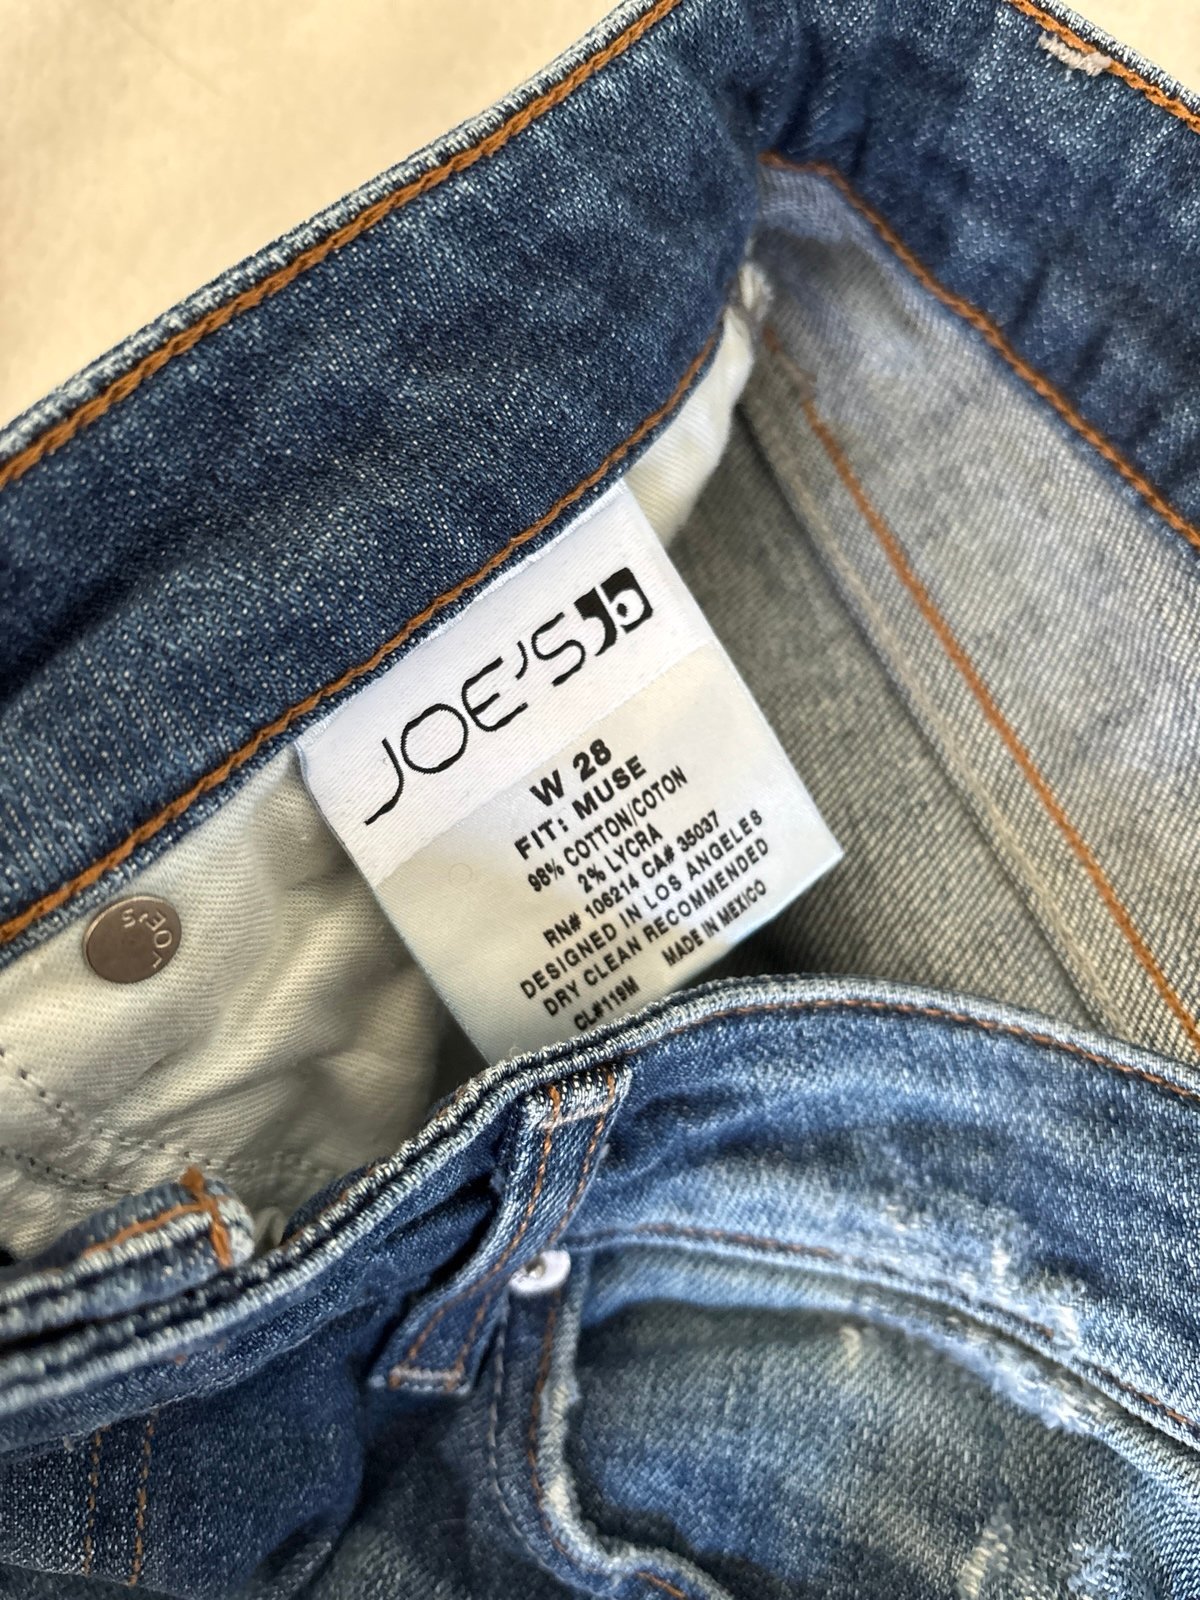 JOE'S
W 28
FIT: MUSE
98% COTTON/COTON
2% LYCRA
RN# 106214 CA# 35037
DESIGNED IN LOS ANGELES
DRY CLEAN RECOMMENDED
CL#119M MADE IN MEXICO
JOE'S